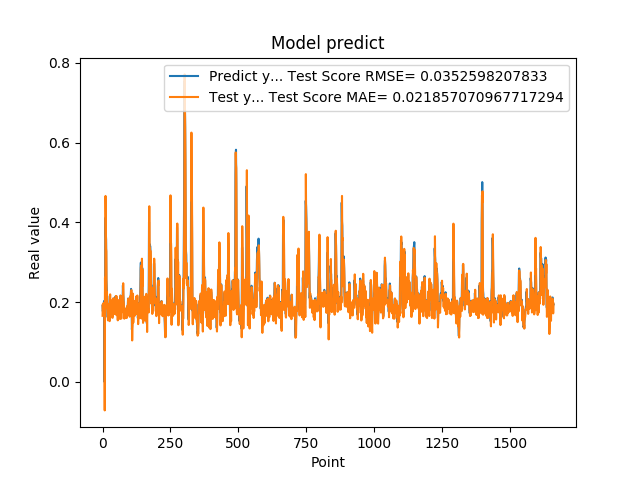 Model predict
Predict y... Test Score RMSE= 0.0352598207833
Test y... Test Score MAE= 0.021857070967717294
Real value
0.8
0.6
0.4
0.2
0.0
0 250 500 750 1000 1250 1500
Point